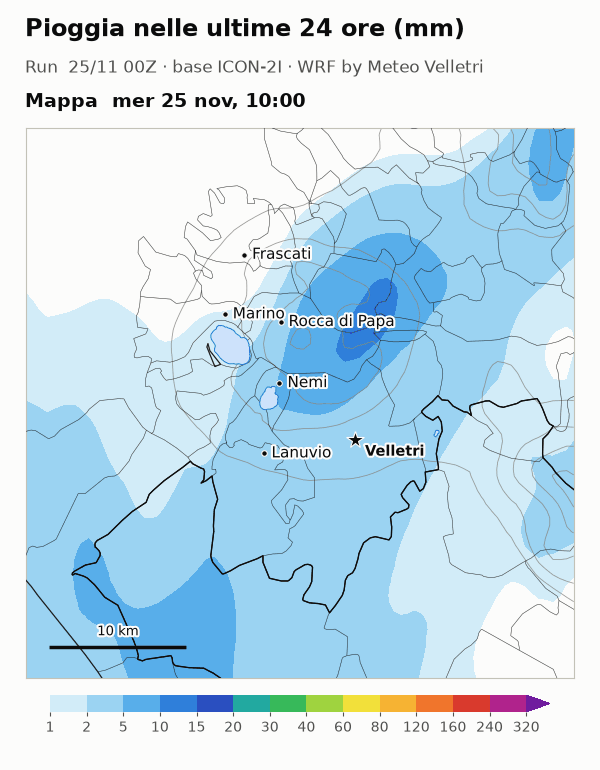 Pioggia nelle ultime 24 ore (mm)
Run  25/11 00Z · base ICON-2I · WRF by Meteo Velletri
Mappa  mer 25 nov, 10:00
Frascati
Marino
Rocca di Papa
Nemi
Velletri
Lanuvio
10 km
1 2 5 10 15 20 30 40 60 80 120 160 240 320